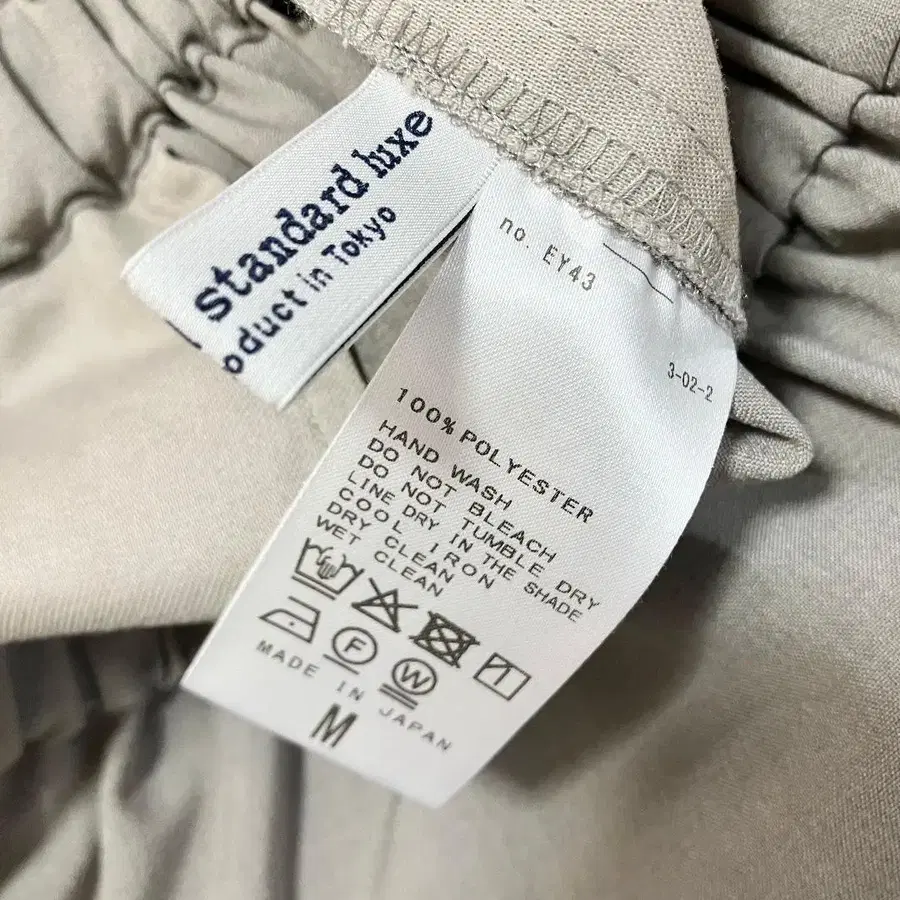 standard luxe
oduct in Tokyo
no. EY43
3-02-2
100% POLYESTER
HAND WASH
DO NOT BLEACH
DO NOT TUMBLE DRY
LINE DRY IN THE SHADE
COOL IRON
DRY CLEAN
WET CLEAN
F
W
MADE IN JAPAN
M